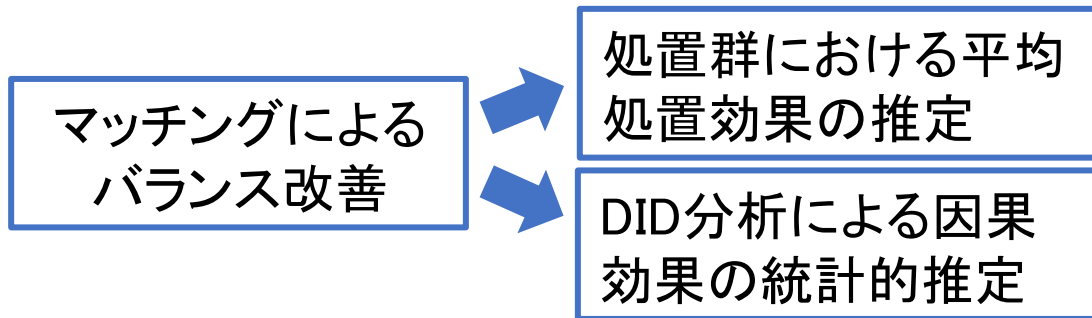 マッチングによる
バランス改善
処置群における平均
処置効果の推定
DID分析による因果
効果の統計的推定